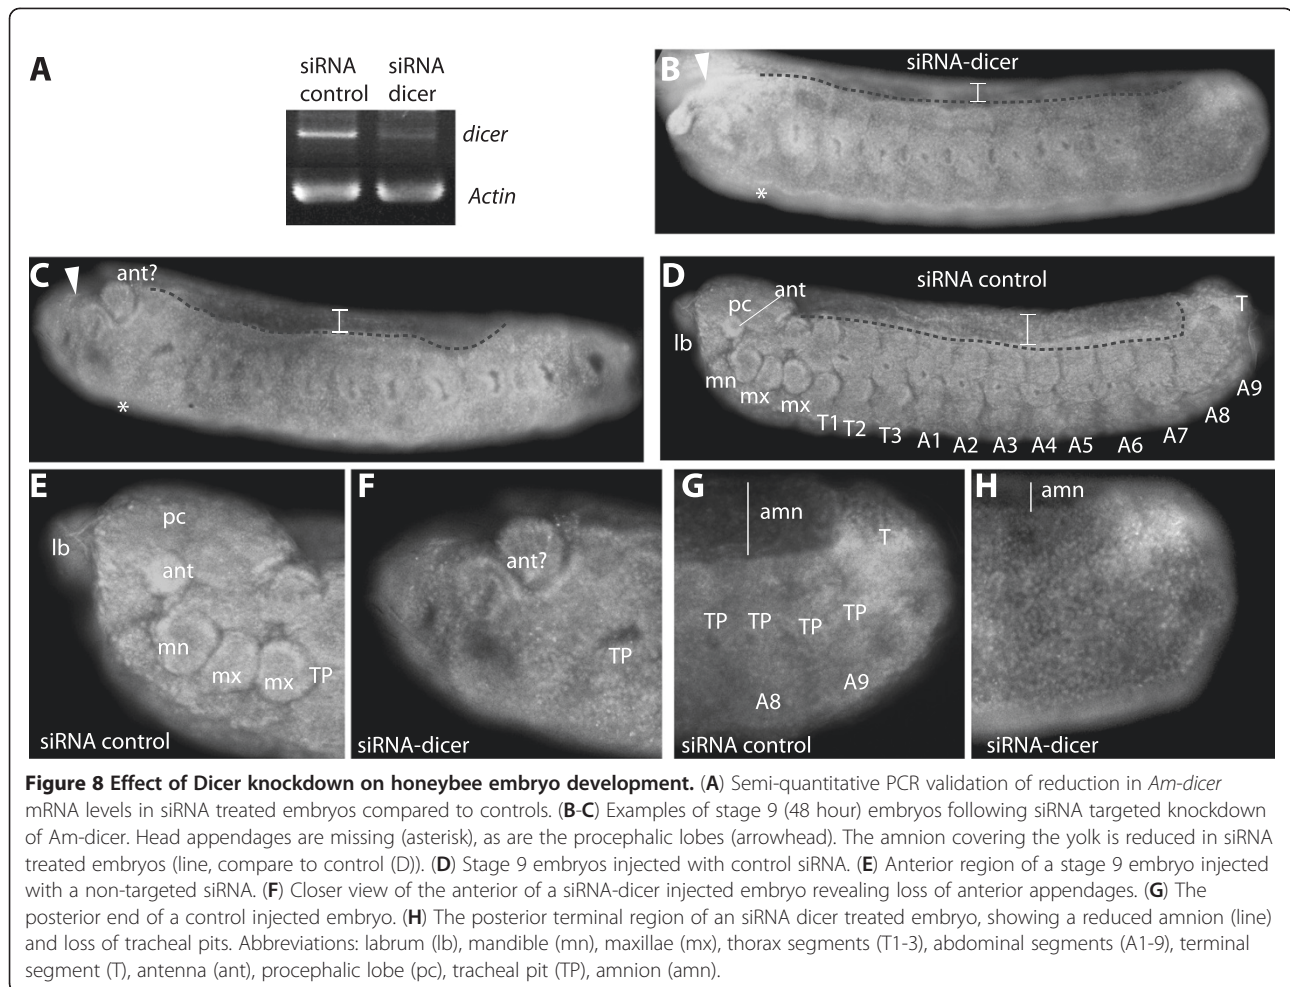 A
siRNA control
siRNA dicer
dicer
Actin
B
siRNA-dicer
*
C
ant?
*
D
siRNA control
pc
ant
lb
mn
mx
mx
T1
T2
T3
A1
A2
A3
A4
A5
A6
A7
A8
A9
T
E
pc
lb
ant
mn
mx
mx
TP
siRNA control
F
ant?
TP
siRNA-dicer
G
amn
T
TP
TP
TP
TP
A8
A9
siRNA control
H
amn
siRNA-dicer
Figure 8 Effect of Dicer knockdown on honeybee embryo development. (A) Semi-quantitative PCR validation of reduction in Am-dicer
mRNA levels in siRNA treated embryos compared to controls. (B-C) Examples of stage 9 (48 hour) embryos following siRNA targeted knockdown
of Am-dicer. Head appendages are missing (asterisk), as are the procephalic lobes (arrowhead). The amnion covering the yolk is reduced in siRNA
treated embryos (line, compare to control (D)). (D) Stage 9 embryos injected with control siRNA. (E) Anterior region of a stage 9 embryo injected
with a non-targeted siRNA. (F) Closer view of the anterior of a siRNA-dicer injected embryo revealing loss of anterior appendages. (G) The
posterior end of a control injected embryo. (H) The posterior terminal region of an siRNA dicer treated embryo, showing a reduced amnion (line)
and loss of tracheal pits. Abbreviations: labrum (lb), mandible (mn), maxillae (mx), thorax segments (T1-3), abdominal segments (A1-9), terminal
segment (T), antenna (ant), procephalic lobe (pc), tracheal pit (TP), amnion (amn).